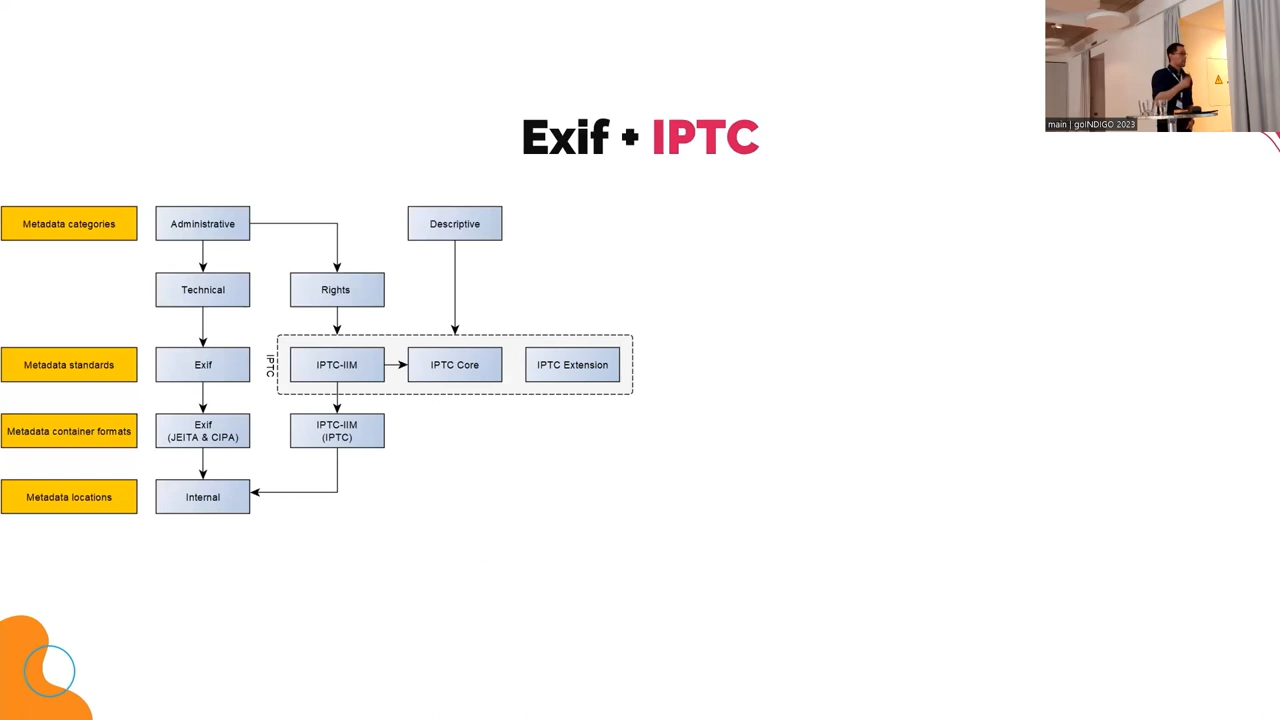 main | goINDIGO 2023
Exif + IPTC
Metadata categories
Administrative
Descriptive
Technical
Rights
IPTC
Metadata standards
Exif
IPTC-IIM
IPTC Core
IPTC Extension
Metadata container formats
Exif
(JEITA & CIPA)
IPTC-IIM
(IPTC)
Metadata locations
Internal